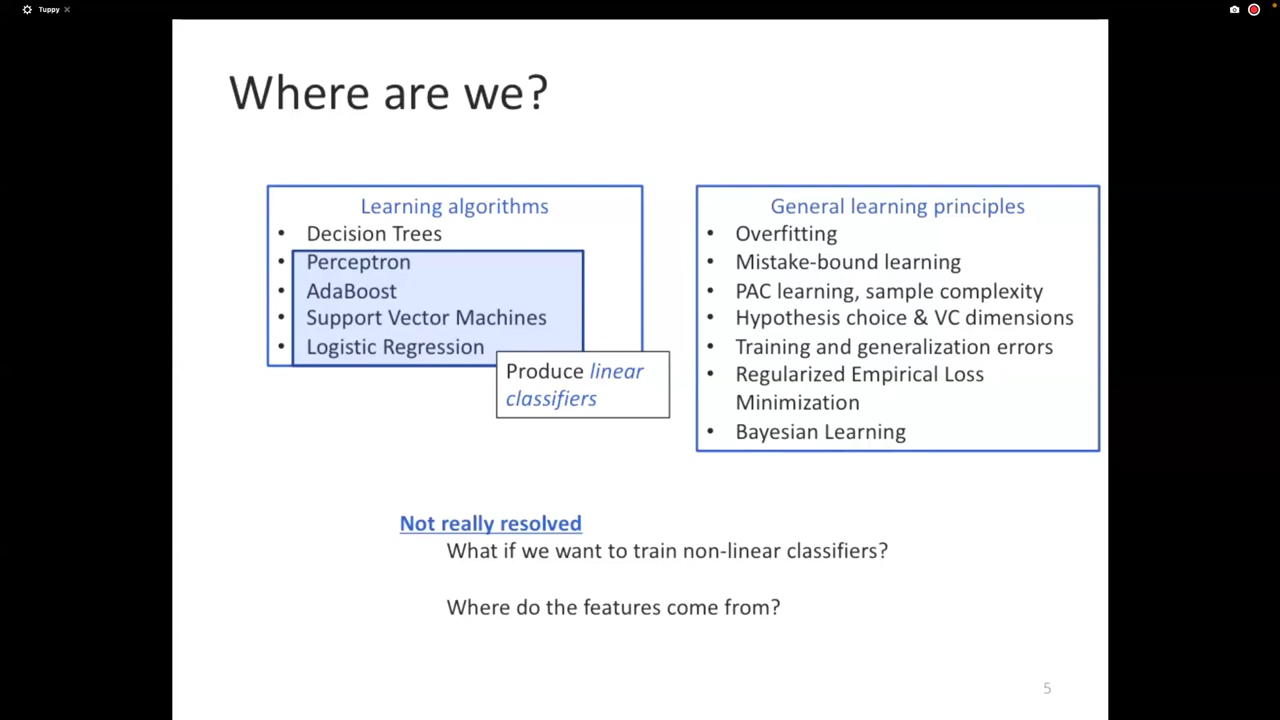 Tuppy
Where are we?
Learning algorithms
• Decision Trees
• Perceptron
• AdaBoost
• Support Vector Machines
• Logistic Regression
Produce linear
classifiers
General learning principles
• Overfitting
• Mistake-bound learning
• PAC learning, sample complexity
• Hypothesis choice & VC dimensions
• Training and generalization errors
• Regularized Empirical Loss
Minimization
• Bayesian Learning
Not really resolved
What if we want to train non-linear classifiers?
Where do the features come from?
5